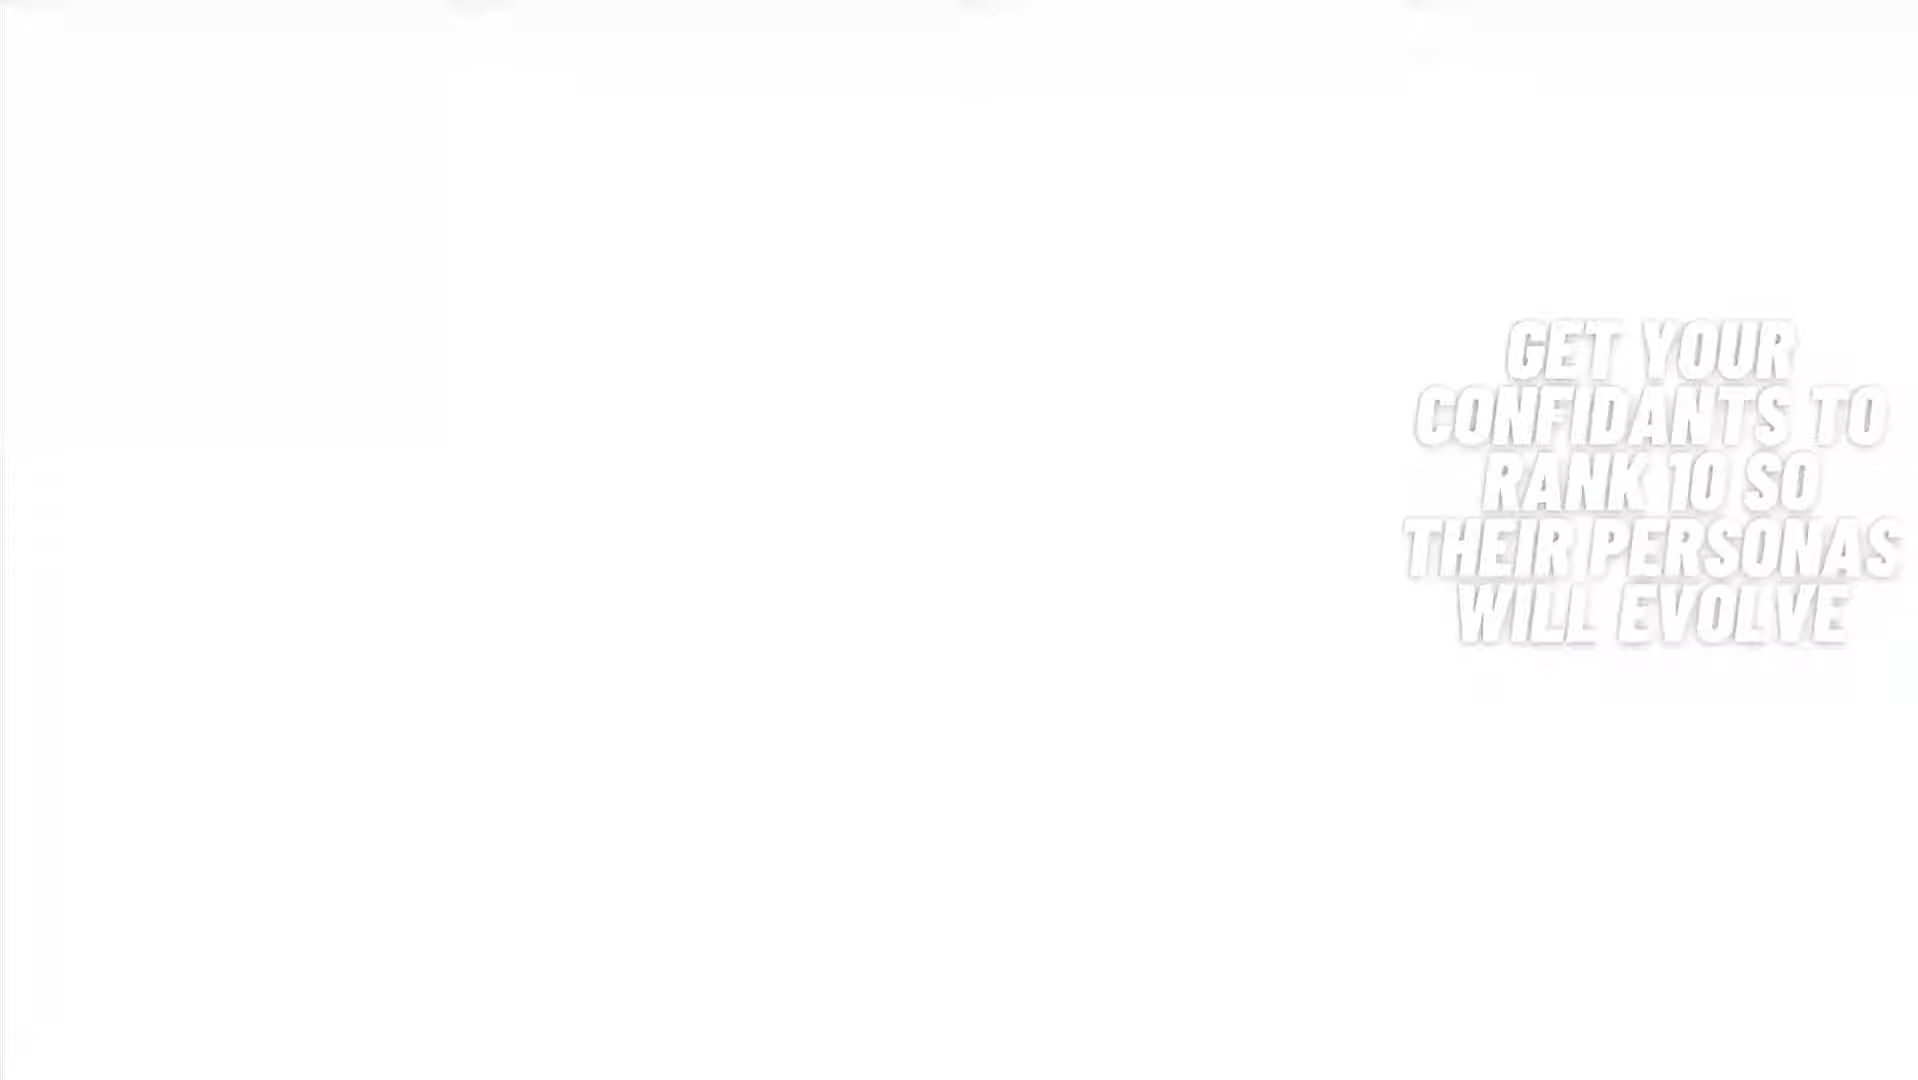 GET YOUR
CONFIDANTS TO
RANK 10 SO
THEIR PERSONAS
WILL EVOLVE